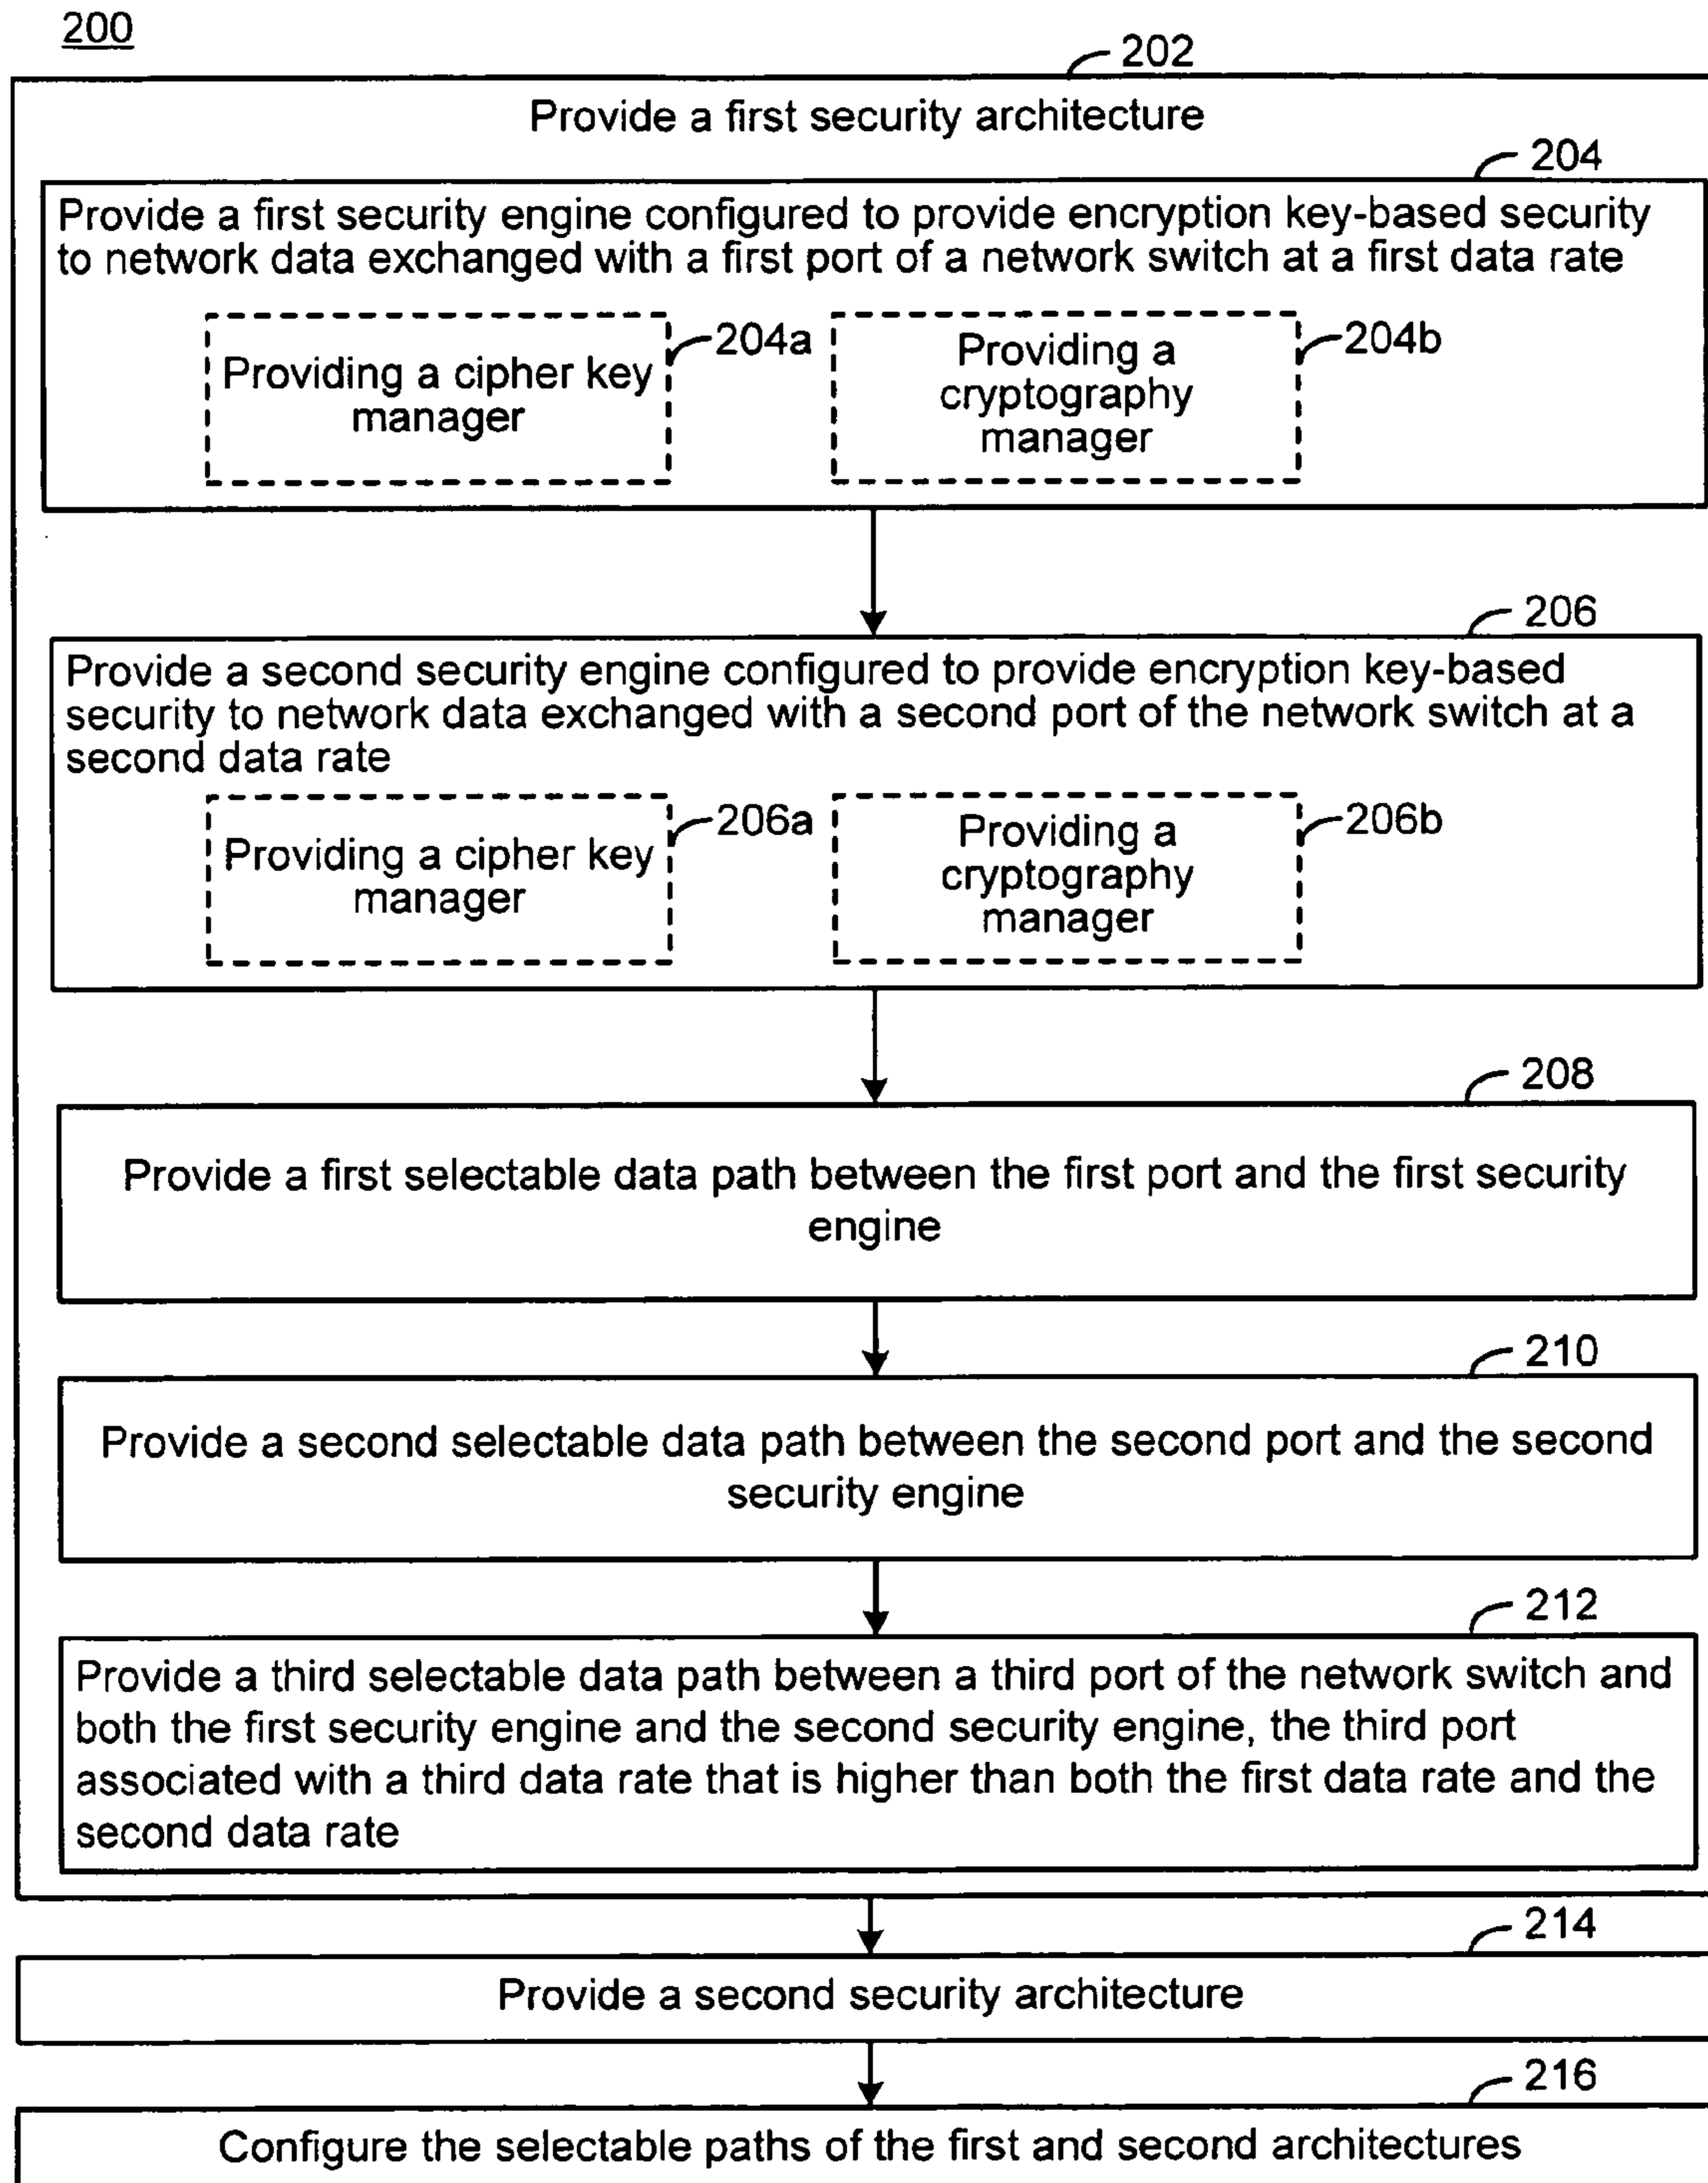 200
202
Provide a first security architecture
204
Provide a first security engine configured to provide encryption key-based security
to network data exchanged with a first port of a network switch at a first data rate
204a
204b
Providing a cipher key
manager
Providing a
cryptography
manager
206
Provide a second security engine configured to provide encryption key-based
security to network data exchanged with a second port of the network switch at a
second data rate
206a
206b
Providing a cipher key
manager
Providing a
cryptography
manager
208
Provide a first selectable data path between the first port and the first security
engine
210
Provide a second selectable data path between the second port and the second
security engine
212
Provide a third selectable data path between a third port of the network switch and
both the first security engine and the second security engine, the third port
associated with a third data rate that is higher than both the first data rate and the
second data rate
214
Provide a second security architecture
216
Configure the selectable paths of the first and second architectures